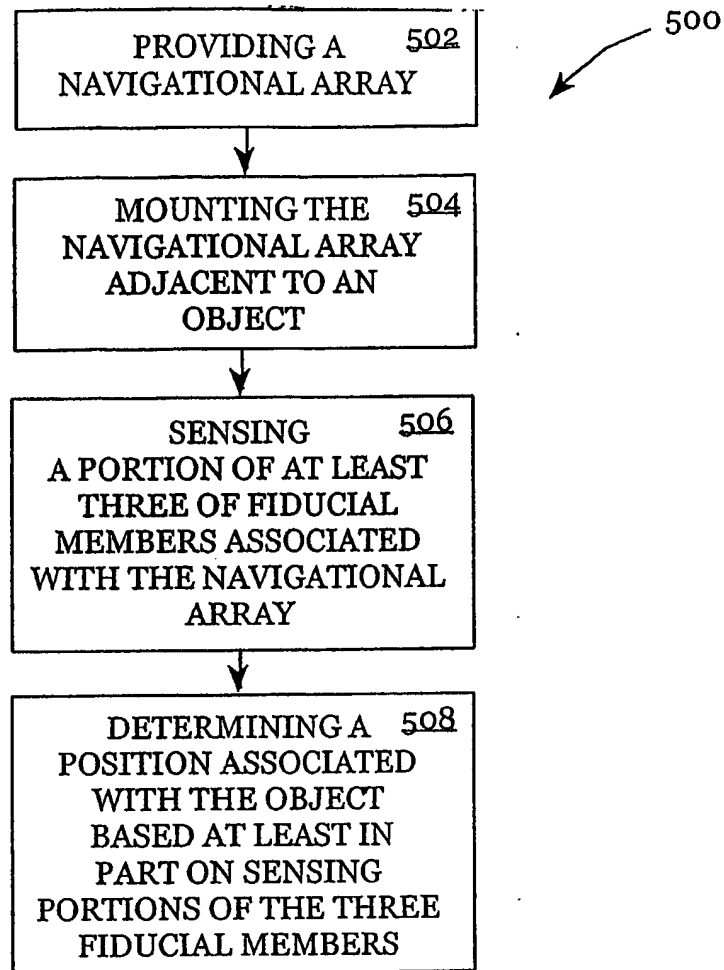 500
PROVIDING A 502
NAVIGATIONAL ARRAY
MOUNTING THE 504
NAVIGATIONAL ARRAY
ADJACENT TO AN
OBJECT
SENSING 506
A PORTION OF AT LEAST
THREE OF FIDUCIAL
MEMBERS ASSOCIATED
WITH THE NAVIGATIONAL
ARRAY
DETERMINING A 508
POSITION ASSOCIATED
WITH THE OBJECT
BASED AT LEAST IN
PART ON SENSING
PORTIONS OF THE THREE
FIDUCIAL MEMBERS